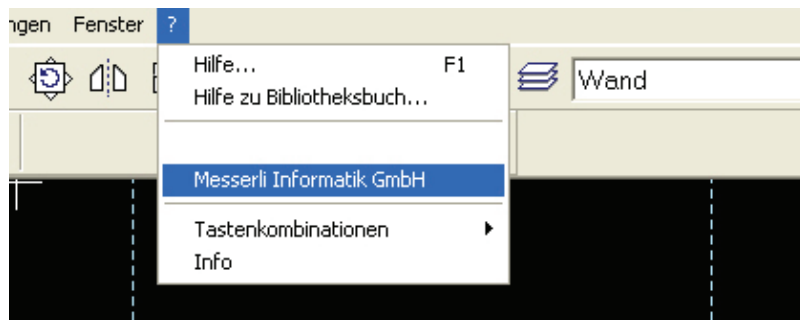 ngen Fenster ?
Hilfe... F1
Wand
Hilfe zu Bibliotheksbuch...
Messerli Informatik GmbH
Tastenkombinationen
Info